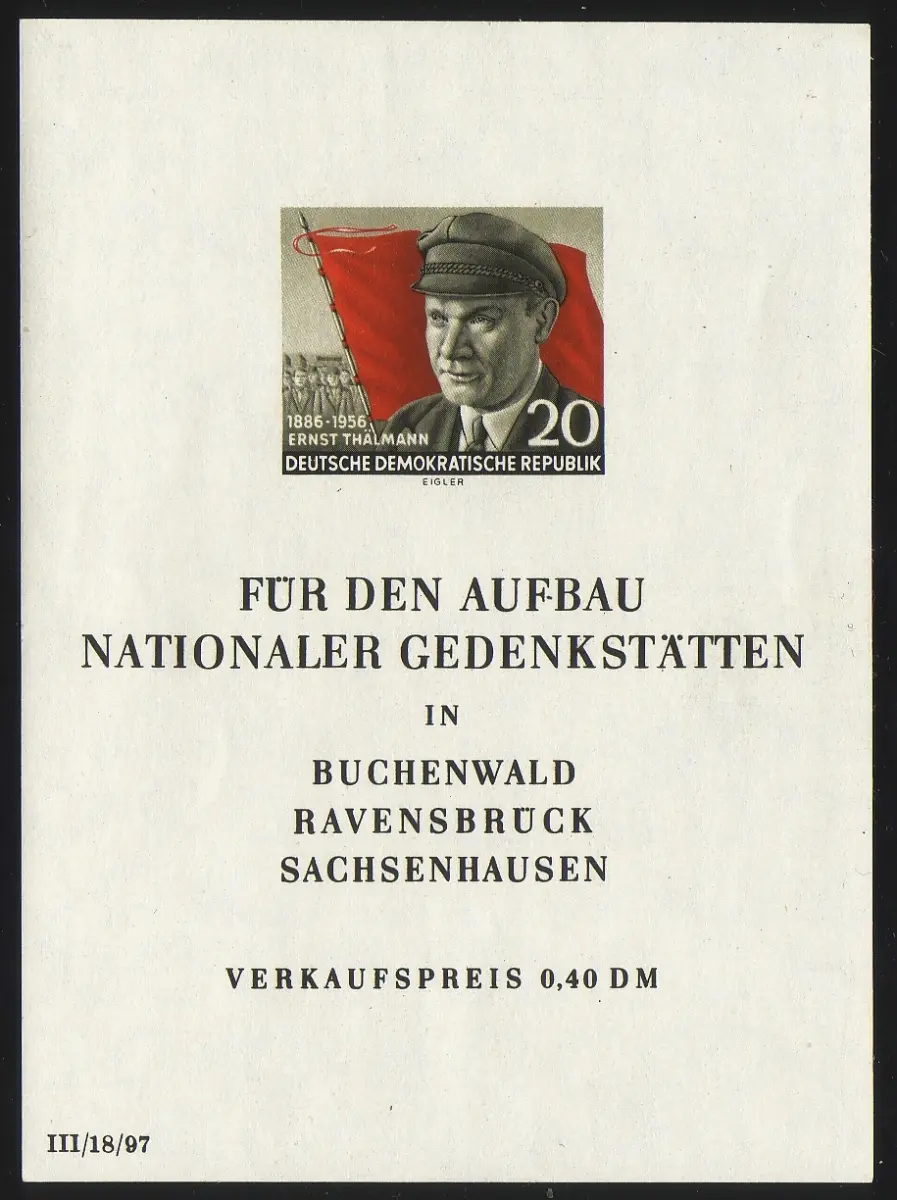 1886-1956
ERNST THÄLMANN
20
DEUTSCHE DEMOKRATISCHE REPUBLIK
EIGLER
FÜR DEN AUFBAU
NATIONALER GEDENKSTÄTTEN
IN
BUCHENWALD
RAVENSBRÜCK
SACHSENHAUSEN
VERKAUFSPREIS 0,40 DM
III/18/97